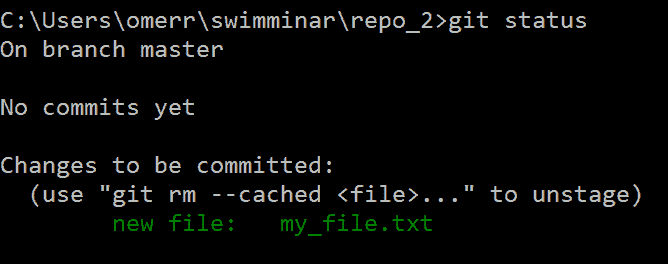 C:\Users\omerr\swimminar\repo_2>git status
On branch master
No commits yet
Changes to be committed:
(use "git rm --cached <file>..." to unstage)
new file:   my_file.txt